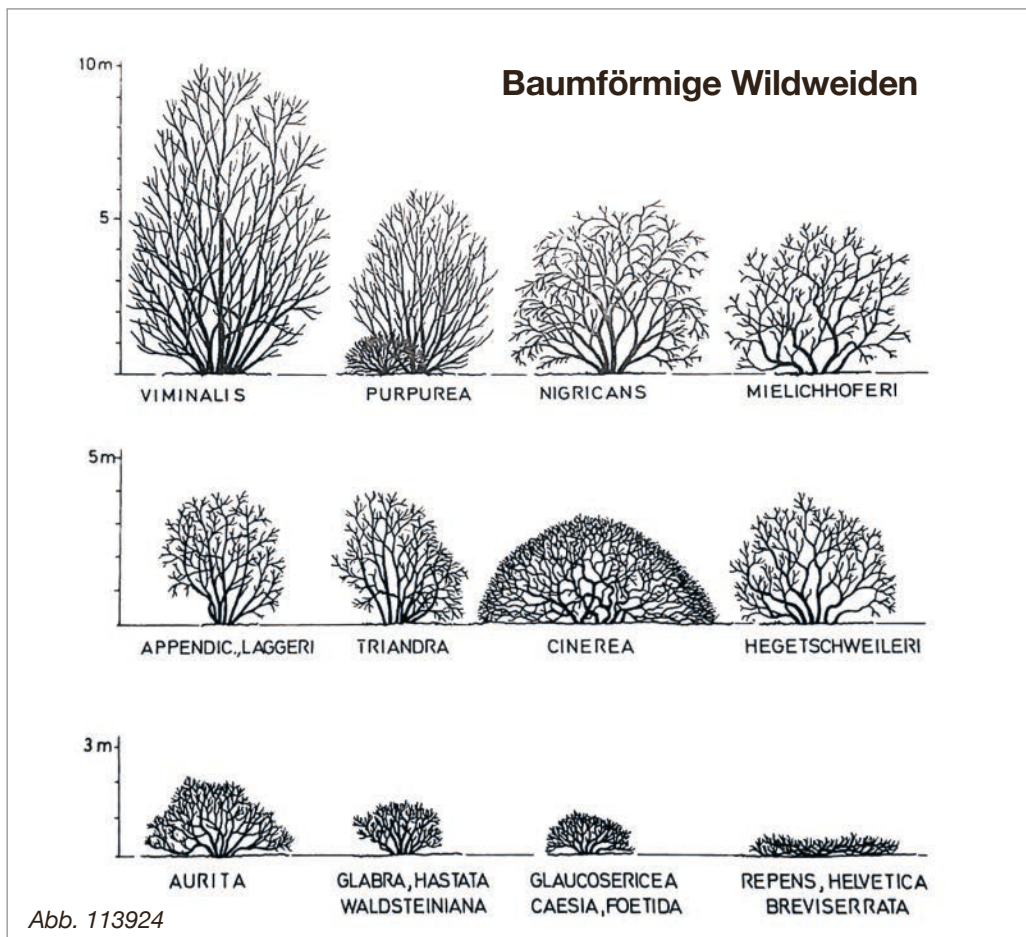 Baumförmige Wildweiden
10m
5
VIMINALIS
PURPUREA
NIGRICANS
MIELICHHOFERI
5m
APPENDIC.,LAGGERI
TRIANDRA
CINEREA
HEGETSCHWEILERI
3m
AURITA
GLABRA, HASTATA
WALDSTEINIANA
GLAUCOSERICEA
CAESIA, FOETIDA
REPENS, HELVETICA
BREVISERRATA
Abb. 113924